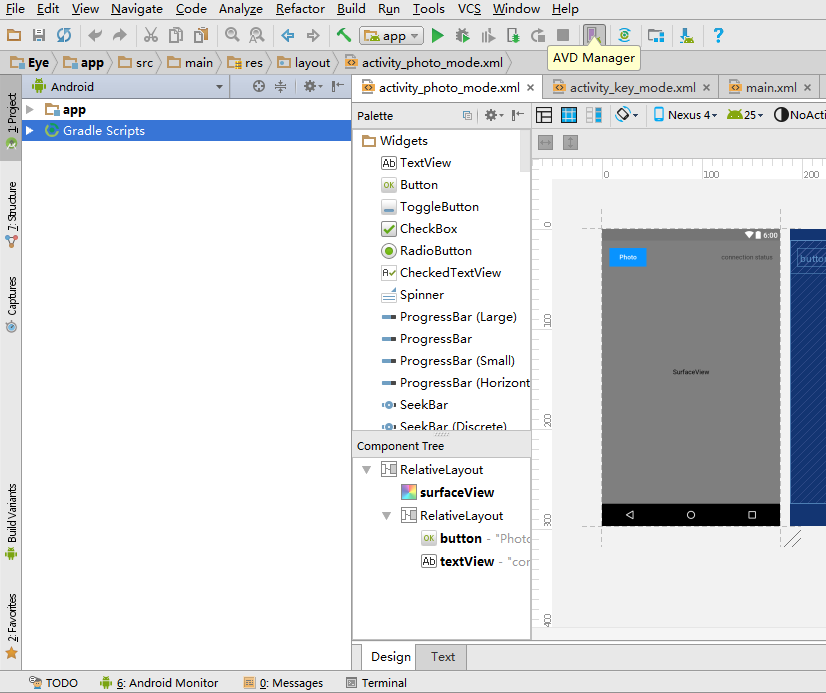 File Edit View Navigate Code Analyze Refactor Build Run Tools VCS Window Help
app
AVD Manager
Eye app src main res layout activity_photo_mode.xml
Android
activity_photo_mode.xml activity_key_mode.xml main.xml
1: Project
7: Structure
Captures
Build Variants
2: Favorites
app
Gradle Scripts
Palette
Nexus 4 25 NoActi
Widgets
Ab TextView
OK Button
ToggleButton
CheckBox
RadioButton
A CheckedTextView
Spinner
ProgressBar (Large)
ProgressBar
ProgressBar (Small)
ProgressBar (Horizont
SeekBar
SeekBar (Discrete)
Component Tree
RelativeLayout
surfaceView
RelativeLayout
OK button - "Photo
Ab textView - "con
0 100 200
0
100
200
300
400
6:00
Photo connection status
SurfaceView
button
Design Text
TODO 6: Android Monitor 0: Messages Terminal